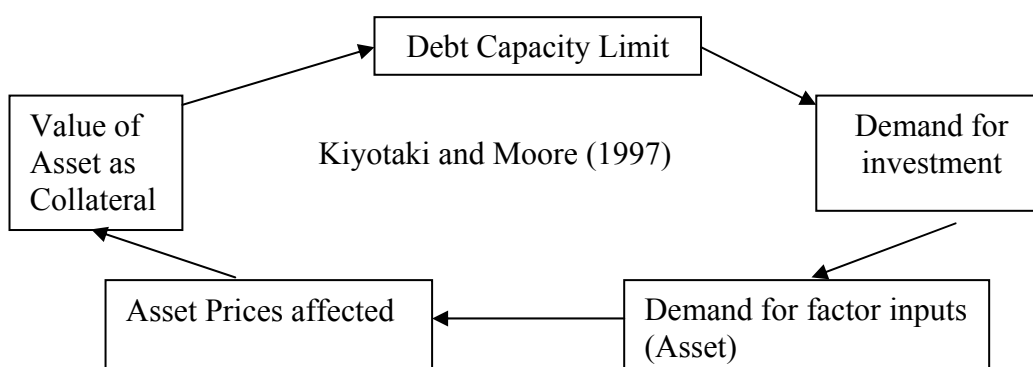 Debt Capacity Limit
Value of
Asset as
Collateral
Kiyotaki and Moore (1997)
Demand for
investment
Asset Prices affected
Demand for factor inputs
(Asset)